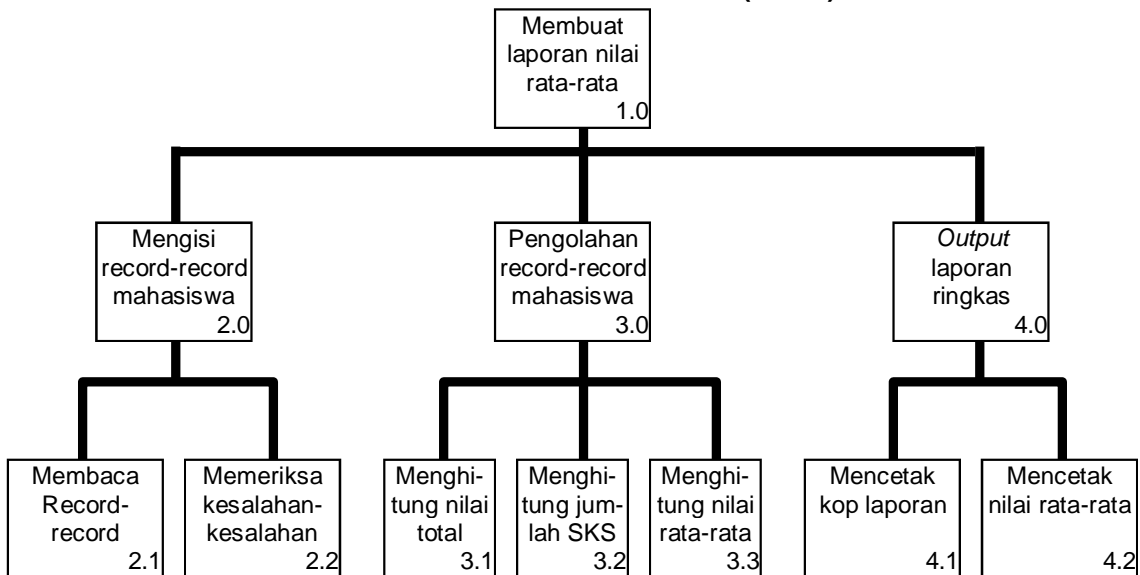 Membuat
laporan nilai
rata-rata
1.0
Mengisi
record-record
mahasiswa
2.0
Pengolahan
record-record
mahasiswa
3.0
Output
laporan
ringkas
4.0
Membaca
Record-
record
2.1
Memeriksa
kesalahan-
kesalahan
2.2
Menghi-
tung nilai
total
3.1
Menghi-
tung jum-
lah SKS
3.2
Menghi-
tung nilai
rata-rata
3.3
Mencetak
kop laporan
4.1
Mencetak
nilai rata-rata
4.2